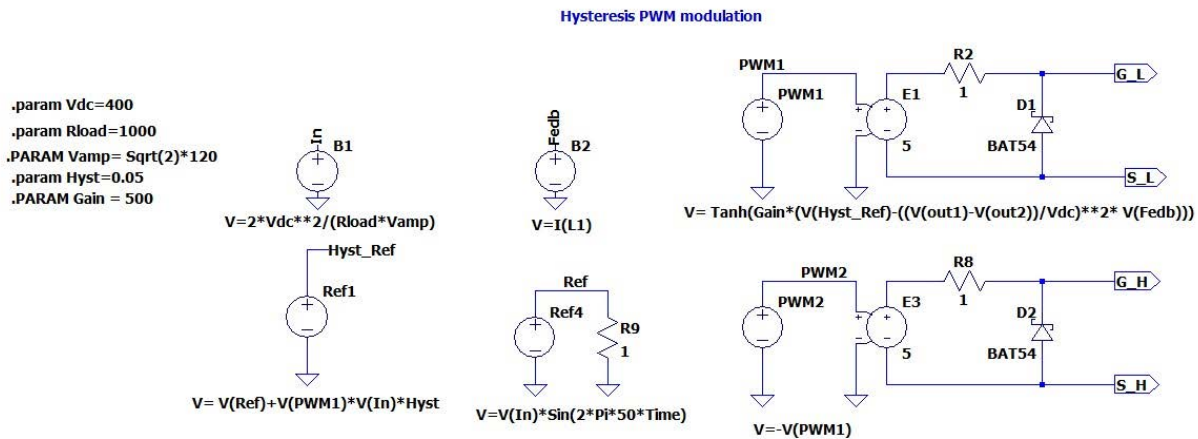 Hysteresis PWM modulation
.param Vdc=400
.param Rload=1000
.PARAM Vamp= Sqrt(2)*120
.param Hyst=0.05
.PARAM Gain = 500
In
B1
V=2*Vdc**2/(Rload*Vamp)
Fedb
B2
V=I(L1)
PWM1
PWM1
E1
5
R2
1
D1
BAT54
G_L
S_L
V= Tanh(Gain*(V(Hyst_Ref)-((V(out1)-V(out2))/Vdc)**2* V(Fedb)))
Hyst_Ref
Ref1
V= V(Ref)+V(PWM1)*V(In)*Hyst
Ref
Ref4
R9
1
V=V(In)*Sin(2*Pi*50*Time)
PWM2
PWM2
E3
5
R8
1
D2
BAT54
G_H
S_H
V=-V(PWM1)